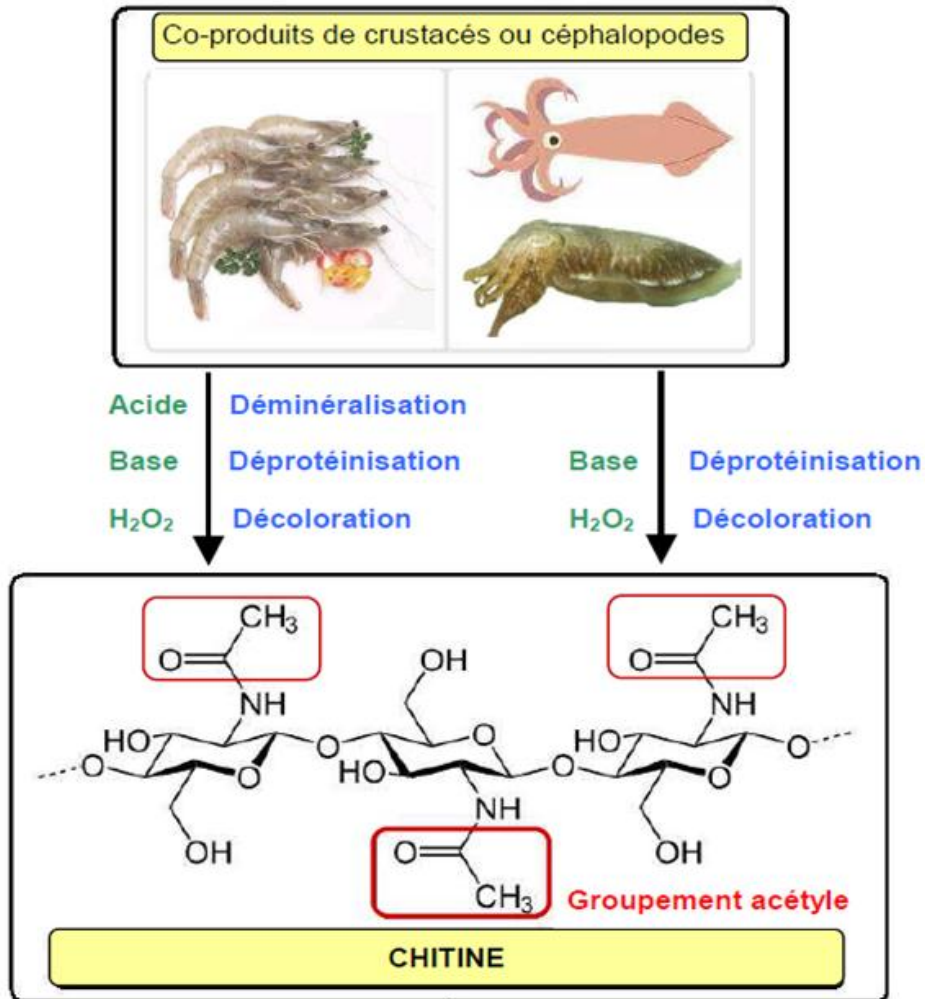 Co-produits de crustacés ou céphalopodes
Acide Déminéralisation
Base Déprotéinisation Base Déprotéinisation
H₂O₂ Décoloration H₂O₂ Décoloration
CH₃ CH₃
O OH O
NH NH
HO O O HO O
O O HO O O
NH
OH O OH
CH₃ Groupement acétyle
CHITINE